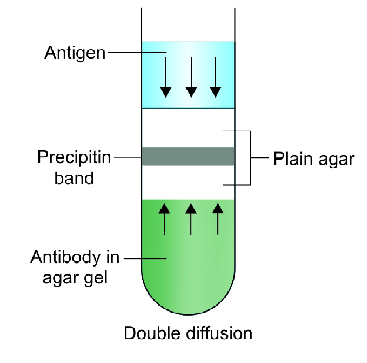 Antigen
Precipitin
band
Plain agar
Antibody in
agar gel
Double diffusion